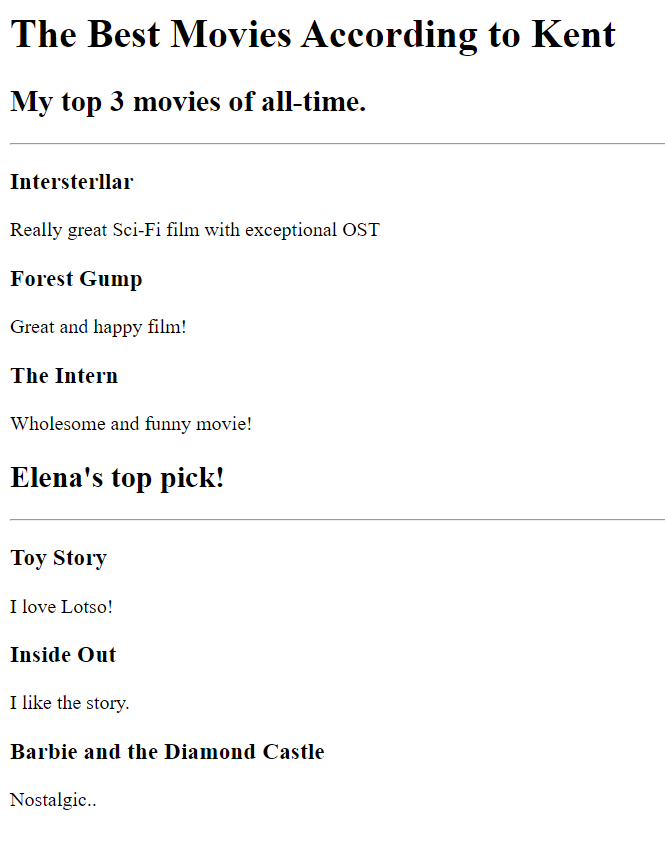 The Best Movies According to Kent
My top 3 movies of all-time.
Intersterllar
Really great Sci-Fi film with exceptional OST
Forest Gump
Great and happy film!
The Intern
Wholesome and funny movie!
Elena's top pick!
Toy Story
I love Lotso!
Inside Out
I like the story.
Barbie and the Diamond Castle
Nostalgic..